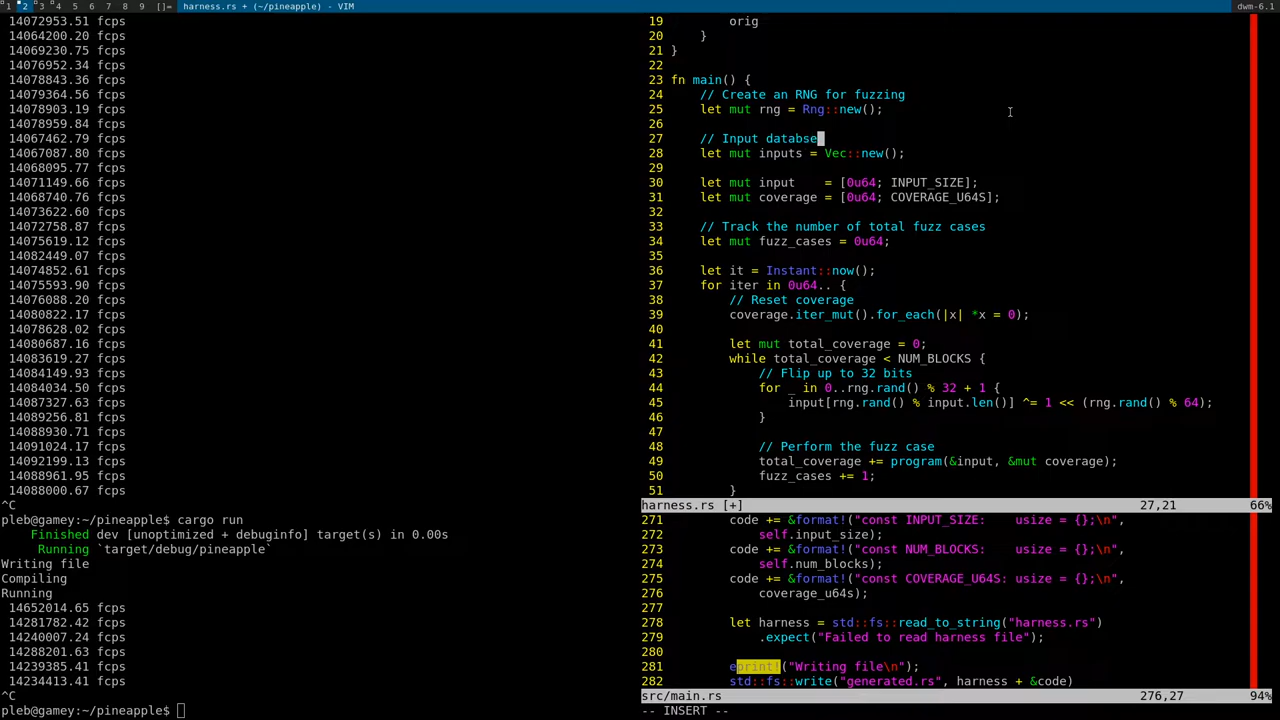 1 2 3 4 5 6 7 8 9 []= harness.rs + (~/pineapple) - VIM dwm-6.1
14072953.51 fcps
14064200.20 fcps
14069230.75 fcps
14076952.34 fcps
14078843.36 fcps
14079364.56 fcps
14078903.19 fcps
14078959.84 fcps
14067462.79 fcps
14067087.80 fcps
14068095.77 fcps
14071149.66 fcps
14068740.76 fcps
14073622.60 fcps
14072758.87 fcps
14075619.12 fcps
14082449.07 fcps
14074852.61 fcps
14075593.90 fcps
14076088.20 fcps
14080822.17 fcps
14078628.02 fcps
14080687.16 fcps
14083619.27 fcps
14084149.93 fcps
14084034.50 fcps
14087327.63 fcps
14089256.81 fcps
14088930.71 fcps
14091024.17 fcps
14092199.13 fcps
14088961.95 fcps
14088000.67 fcps
^C
pleb@gamey:~/pineapple$ cargo run
Finished dev [unoptimized + debuginfo] target(s) in 0.00s
Running `target/debug/pineapple`
Writing file
Compiling
Running
14652014.65 fcps
14281782.42 fcps
14240007.24 fcps
14288201.63 fcps
14239385.41 fcps
14234413.41 fcps
^C
pleb@gamey:~/pineapple$
19 orig
20 }
21 }
22
23 fn main() {
24 // Create an RNG for fuzzing
25 let mut rng = Rng::new();
26
27 // Input databse
28 let mut inputs = Vec::new();
29
30 let mut input    = [0u64; INPUT_SIZE];
31 let mut coverage = [0u64; COVERAGE_U64S];
32
33 // Track the number of total fuzz cases
34 let mut fuzz_cases = 0u64;
35
36 let it = Instant::now();
37 for iter in 0u64.. {
38 // Reset coverage
39 coverage.iter_mut().for_each(|x| *x = 0);
40
41 let mut total_coverage = 0;
42 while total_coverage < NUM_BLOCKS {
43 // Flip up to 32 bits
44 for _ in 0..rng.rand() % 32 + 1 {
45 input[rng.rand() % input.len()] ^= 1 << (rng.rand() % 64);
46 }
47
48 // Perform the fuzz case
49 total_coverage += program(&input, &mut coverage);
50 fuzz_cases += 1;
51 }
harness.rs [+] 27,21 66%
271 code += &format!("const INPUT_SIZE:    usize = {};\n",
272 self.input_size);
273 code += &format!("const NUM_BLOCKS:    usize = {};\n",
274 self.num_blocks);
275 code += &format!("const COVERAGE_U64S: usize = {};\n",
276 coverage_u64s);
277
278 let harness = std::fs::read_to_string("harness.rs")
279 .expect("Failed to read harness file");
280
281 eprint!("Writing file\n");
282 std::fs::write("generated.rs", harness + &code)
src/main.rs 276,27 94%
-- INSERT --